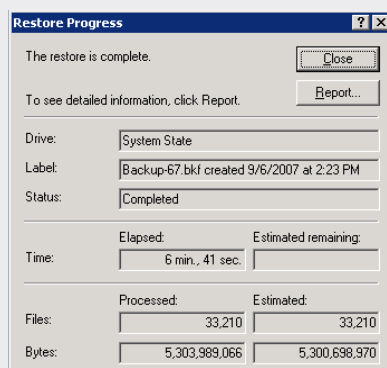 Restore Progress
The restore is complete.
Close
To see detailed information, click Report.
Report...
Drive: System State
Label: Backup-67.bkf created 9/6/2007 at 2:23 PM
Status: Completed
Elapsed: Estimated remaining:
Time: 6 min., 41 sec.
Processed: Estimated:
Files: 33,210 33,210
Bytes: 5,303,989,066 5,300,698,970